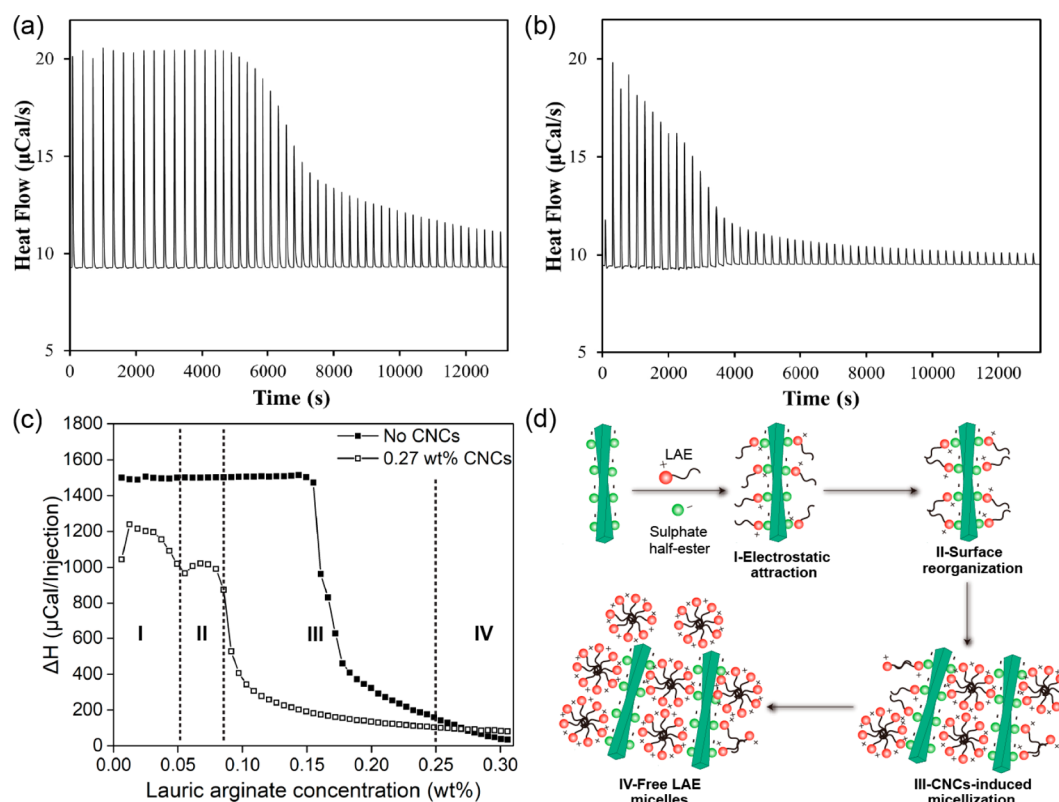 (a)
20
15
10
5
Heat Flow (µCal/s)
0 2000 4000 6000 8000 10000 12000
Time (s)
(b)
20
15
10
5
Heat Flow (µCal/s)
0 2000 4000 6000 8000 10000 12000
Time (s)
(c)
1800
1600
1400
1200
1000
800
600
400
200
0
ΔH (µCal/Injection)
No CNCs
0.27 wt% CNCs
I II III IV
0.00 0.05 0.10 0.15 0.20 0.25 0.30
Lauric arginate concentration (wt%)
(d)
LAE
+
-
Sulphate
half-ester
I-Electrostatic
attraction
II-Surface
reorganization
III-CNCs-induced
micellization
IV-Free LAE
micelles